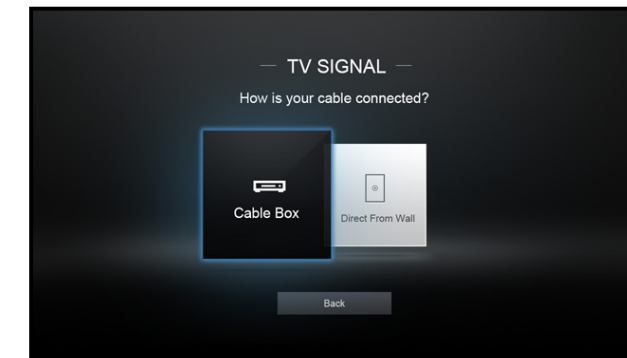 TV SIGNAL
How is your cable connected?
Cable Box
Direct From Wall
Back